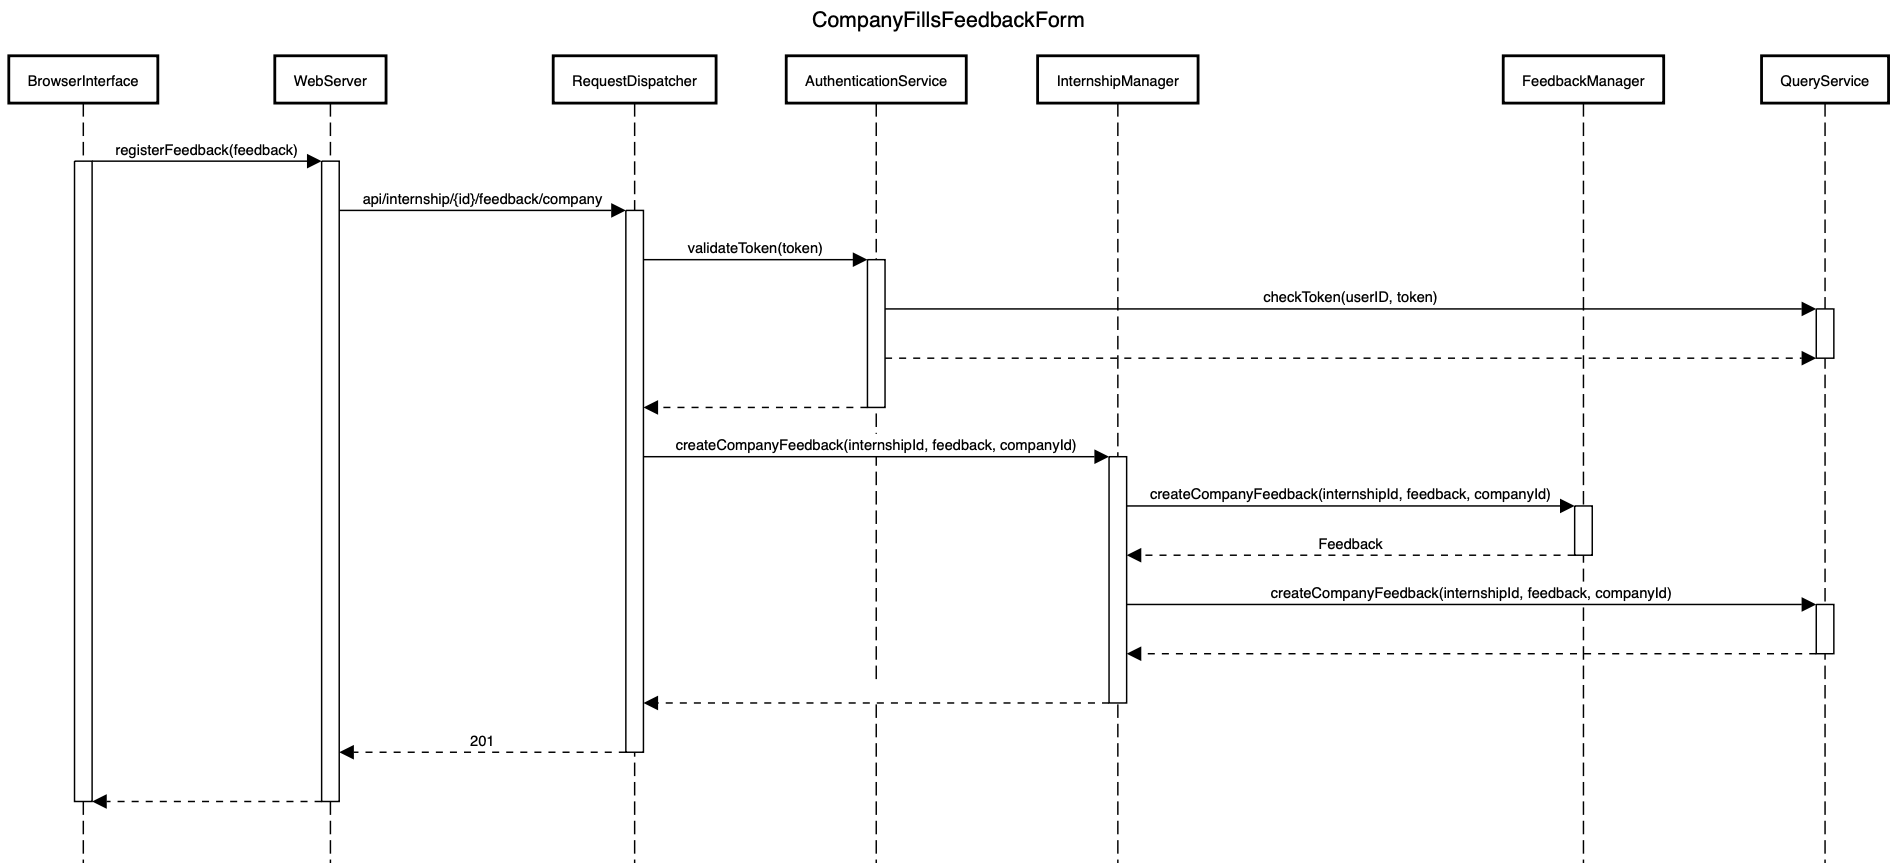 CompanyFillsFeedbackForm
BrowserInterface
WebServer
RequestDispatcher
AuthenticationService
InternshipManager
FeedbackManager
QueryService
registerFeedback(feedback)
api/internship/{id}/feedback/company
validateToken(token)
checkToken(userID, token)
createCompanyFeedback(internshipId, feedback, companyId)
createCompanyFeedback(internshipId, feedback, companyId)
Feedback
createCompanyFeedback(internshipId, feedback, companyId)
201